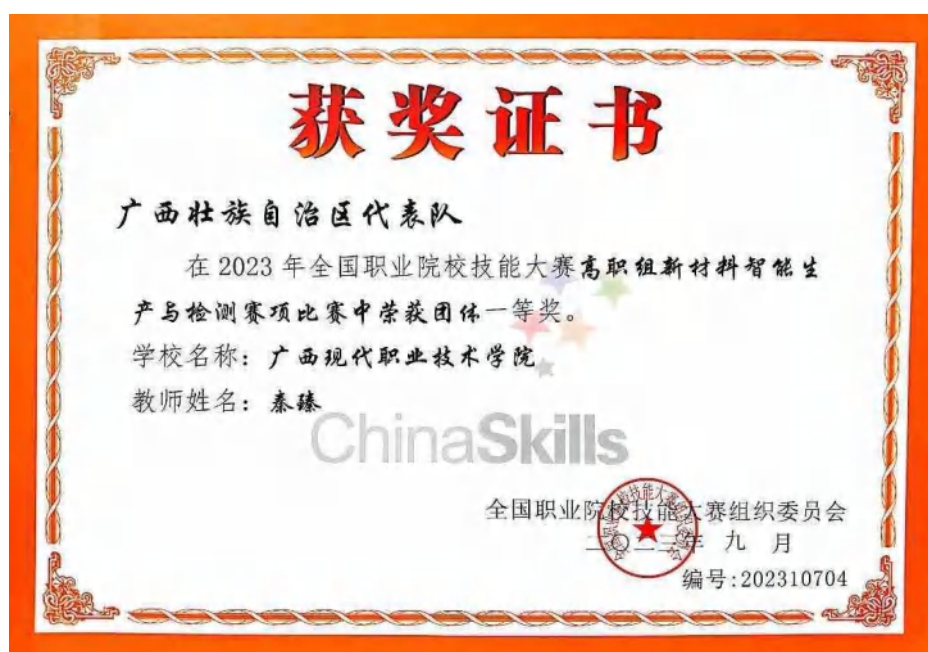 获奖证书
广西壮族自治区代表队
在2023年全国职业院校技能大赛高职组新材料智能生
产与检测赛项比赛中荣获团体一等奖。
学校名称：广西现代职业技术学院
教师姓名：秦臻
ChinaSkills
全国职业院校技能大赛组织委员会
二〇二三年九月
编号:202310704